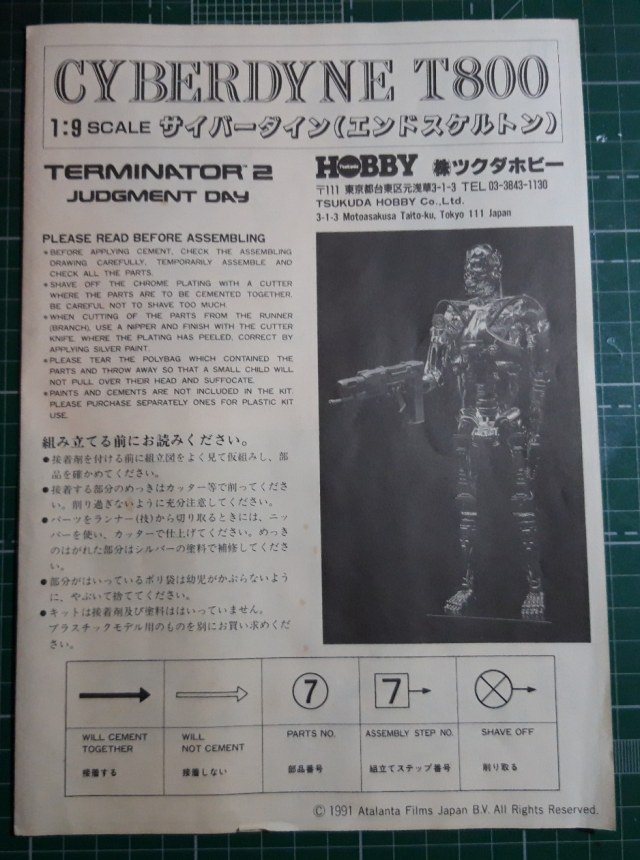 CYBERDYNE T800
1:9 SCALE サイバーダイン(エンドスケルトン)
TERMINATOR™ 2
JUDGMENT DAY
HOBBY ㈱ツクダホビー
〒111 東京都台東区元浅草3-1-3 TEL 03-3843-1130
TSUKUDA HOBBY Co.,Ltd.
3-1-3 Motoasakusa Taito-ku, Tokyo 111 Japan
PLEASE READ BEFORE ASSEMBLING
*BEFORE APPLYING CEMENT, CHECK THE ASSEMBLING
DRAWING CAREFULLY, TEMPORARILY ASSEMBLE AND
CHECK ALL THE PARTS.
*SHAVE OFF THE CHROME PLATING WITH A CUTTER
WHERE THE PARTS ARE TO BE CEMENTED TOGETHER.
BE CAREFUL NOT TO SHAVE TOO MUCH.
*WHEN CUTTING OF THE PARTS FROM THE RUNNER
(BRANCH), USE A NIPPER AND FINISH WITH THE CUTTER
KNIFE, WHERE THE PLATING HAS PEELED, CORRECT BY
APPLYING SILVER PAINT.
*PLEASE TEAR THE POLYBAG WHICH CONTAINED THE
PARTS AND THROW AWAY SO THAT A SMALL CHILD WILL
NOT PULL OVER THEIR HEAD AND SUFFOCATE.
*PAINTS AND CEMENTS ARE NOT INCLUDED IN THE KIT.
PLEASE PURCHASE SEPARATELY ONES FOR PLASTIC KIT
USE.
組み立てる前にお読みください。
●接着剤を付ける前に組立図をよく見て仮組みし、部
品を確かめてください。
●接着する部分のめっきはカッター等で削ってくださ
い。削り過ぎないように充分注意してください。
●パーツをランナー(枝)から切り取るときには、ニッ
パーを使い、カッターで仕上げてください。めっき
のはがれた部分はシルバーの塗料で補修してくださ
い。
●部分がはいっているポリ袋は幼児がかぶらないよう
に、やぶいて捨ててください。
●キットは接着剤及び塗料ははいっていません。
プラスチックモデル用のものを別にお買い求めくだ
さい。
7 7
WILL CEMENT TOGETHER
WILL NOT CEMENT
PARTS NO.
ASSEMBLY STEP NO.
SHAVE OFF
接着する 接着しない 部品番号 組立てステップ番号 削り取る
© 1991 Atalanta Films Japan B.V. All Rights Reserved.